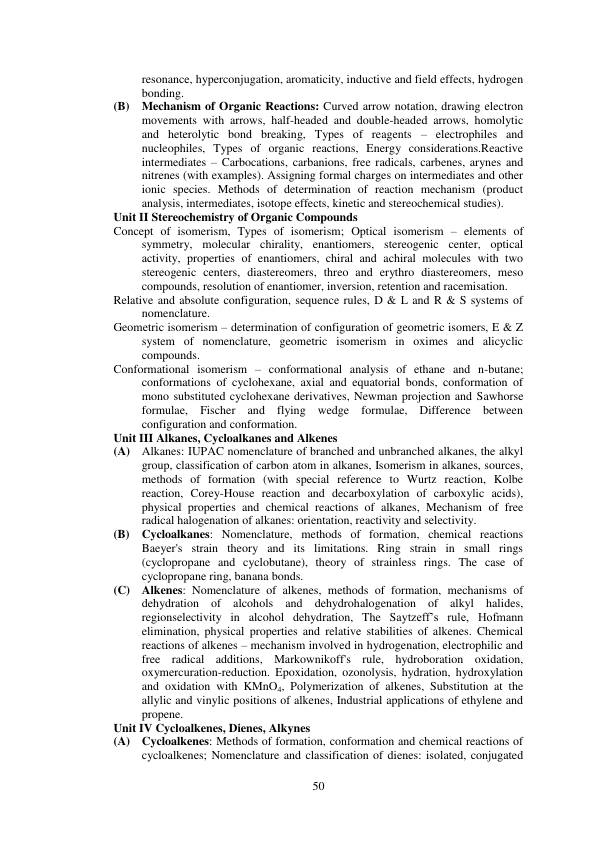 resonance, hyperconjugation, aromaticity, inductive and field effects, hydrogen
bonding.
(B) Mechanism of Organic Reactions: Curved arrow notation, drawing electron
movements with arrows, half-headed and double-headed arrows, homolytic
and heterolytic bond breaking, Types of reagents – electrophiles and
nucleophiles, Types of organic reactions, Energy considerations.Reactive
intermediates – Carbocations, carbanions, free radicals, carbenes, arynes and
nitrenes (with examples). Assigning formal charges on intermediates and other
ionic species. Methods of determination of reaction mechanism (product
analysis, intermediates, isotope effects, kinetic and stereochemical studies).
Unit II Stereochemistry of Organic Compounds
Concept of isomerism, Types of isomerism; Optical isomerism – elements of
symmetry, molecular chirality, enantiomers, stereogenic center, optical
activity, properties of enantiomers, chiral and achiral molecules with two
stereogenic centers, diastereomers, threo and erythro diastereomers, meso
compounds, resolution of enantiomer, inversion, retention and racemisation.
Relative and absolute configuration, sequence rules, D & L and R & S systems of
nomenclature.
Geometric isomerism – determination of configuration of geometric isomers, E & Z
system of nomenclature, geometric isomerism in oximes and alicyclic
compounds.
Conformational isomerism – conformational analysis of ethane and n-butane;
conformations of cyclohexane, axial and equatorial bonds, conformation of
mono substituted cyclohexane derivatives, Newman projection and Sawhorse
formulae, Fischer and flying wedge formulae, Difference between
configuration and conformation.
Unit III Alkanes, Cycloalkanes and Alkenes
(A) Alkanes: IUPAC nomenclature of branched and unbranched alkanes, the alkyl
group, classification of carbon atom in alkanes, Isomerism in alkanes, sources,
methods of formation (with special reference to Wurtz reaction, Kolbe
reaction, Corey-House reaction and decarboxylation of carboxylic acids),
physical properties and chemical reactions of alkanes, Mechanism of free
radical halogenation of alkanes: orientation, reactivity and selectivity.
(B) Cycloalkanes: Nomenclature, methods of formation, chemical reactions
Baeyer's strain theory and its limitations. Ring strain in small rings
(cyclopropane and cyclobutane), theory of strainless rings. The case of
cyclopropane ring, banana bonds.
(C) Alkenes: Nomenclature of alkenes, methods of formation, mechanisms of
dehydration of alcohols and dehydrohalogenation of alkyl halides,
regionselectivity in alcohol dehydration, The Saytzeff's rule, Hofmann
elimination, physical properties and relative stabilities of alkenes. Chemical
reactions of alkenes – mechanism involved in hydrogenation, electrophilic and
free radical additions, Markownikoff's rule, hydroboration oxidation,
oxymercuration-reduction. Epoxidation, ozonolysis, hydration, hydroxylation
and oxidation with KMnO₄, Polymerization of alkenes, Substitution at the
allylic and vinylic positions of alkenes, Industrial applications of ethylene and
propene.
Unit IV Cycloalkenes, Dienes, Alkynes
(A) Cycloalkenes: Methods of formation, conformation and chemical reactions of
cycloalkenes; Nomenclature and classification of dienes: isolated, conjugated
50